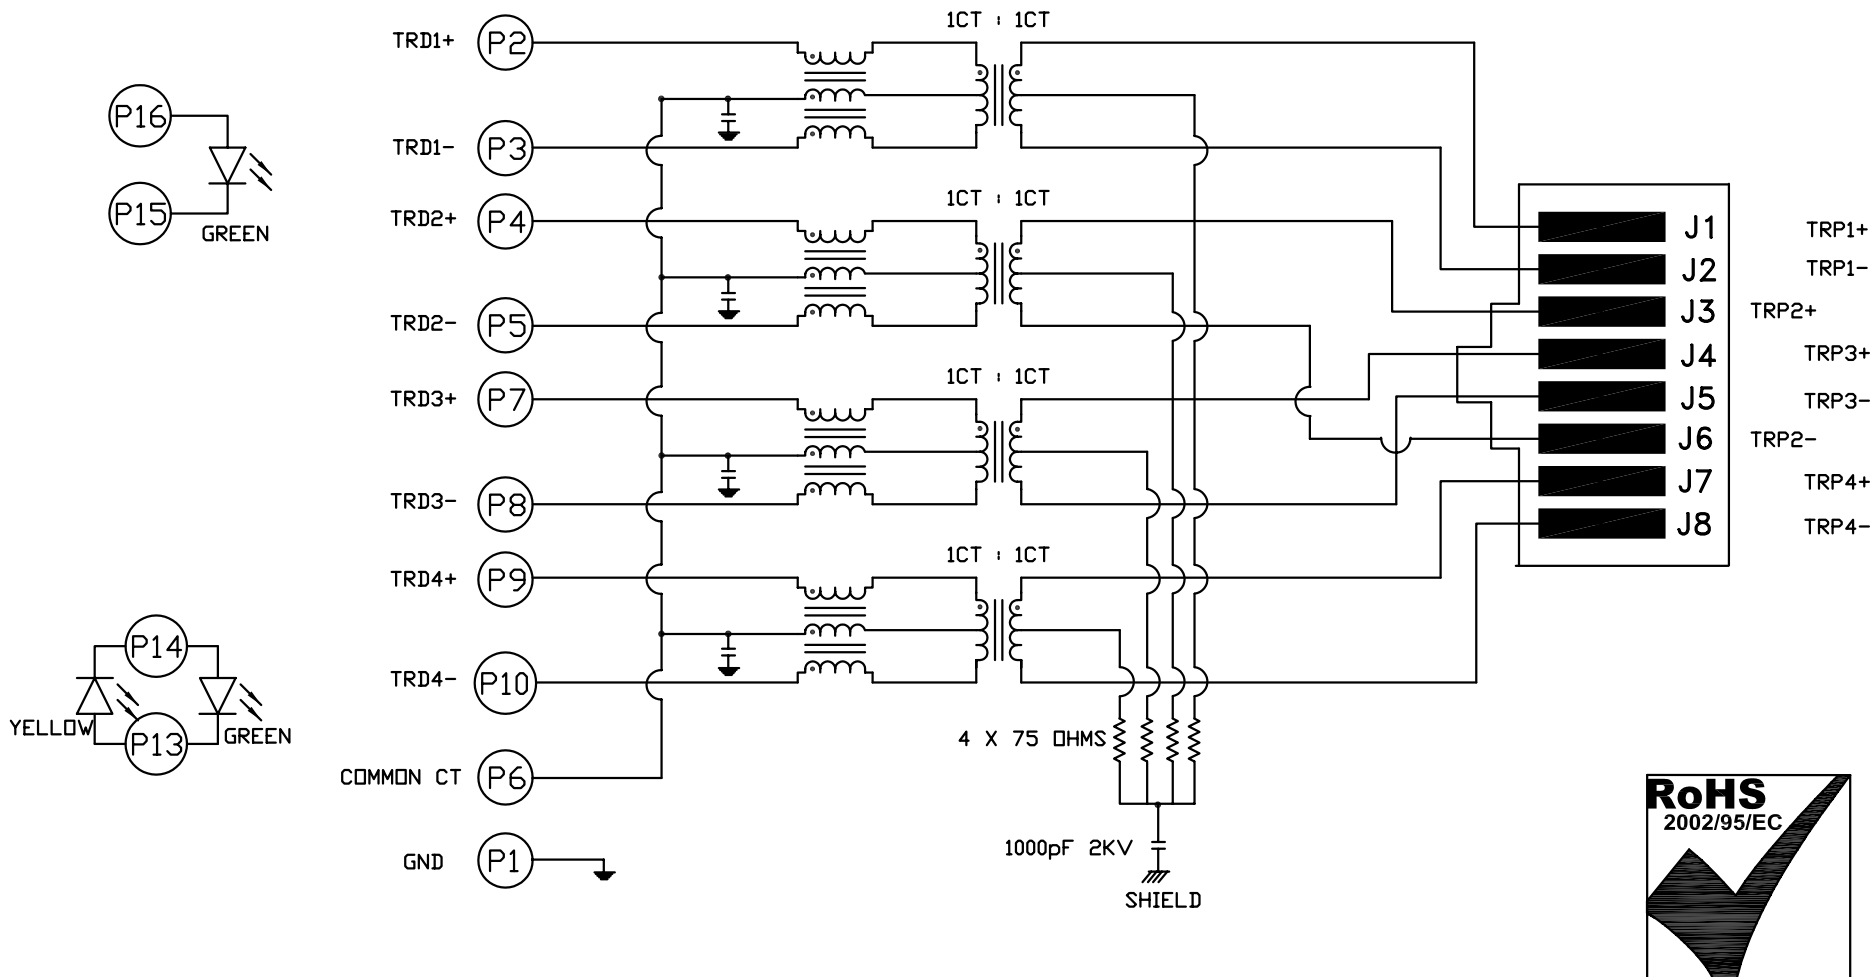 1CT : 1CT
TRD1+ P2
P16
TRD1- P3
P15
GREEN
1CT : 1CT
TRD2+ P4
TRD2- P5
1CT : 1CT
TRD3+ P7
TRD3- P8
1CT : 1CT
TRD4+ P9
TRD4- P10
P14
YELLOW
P13
GREEN
COMMON CT P6
GND P1
4 X 75 OHMS
1000pF 2KV
SHIELD
J1 TRP1+
J2 TRP1-
J3 TRP2+
J4 TRP3+
J5 TRP3-
J6 TRP2-
J7 TRP4+
J8 TRP4-
RoHS
2002/95/EC